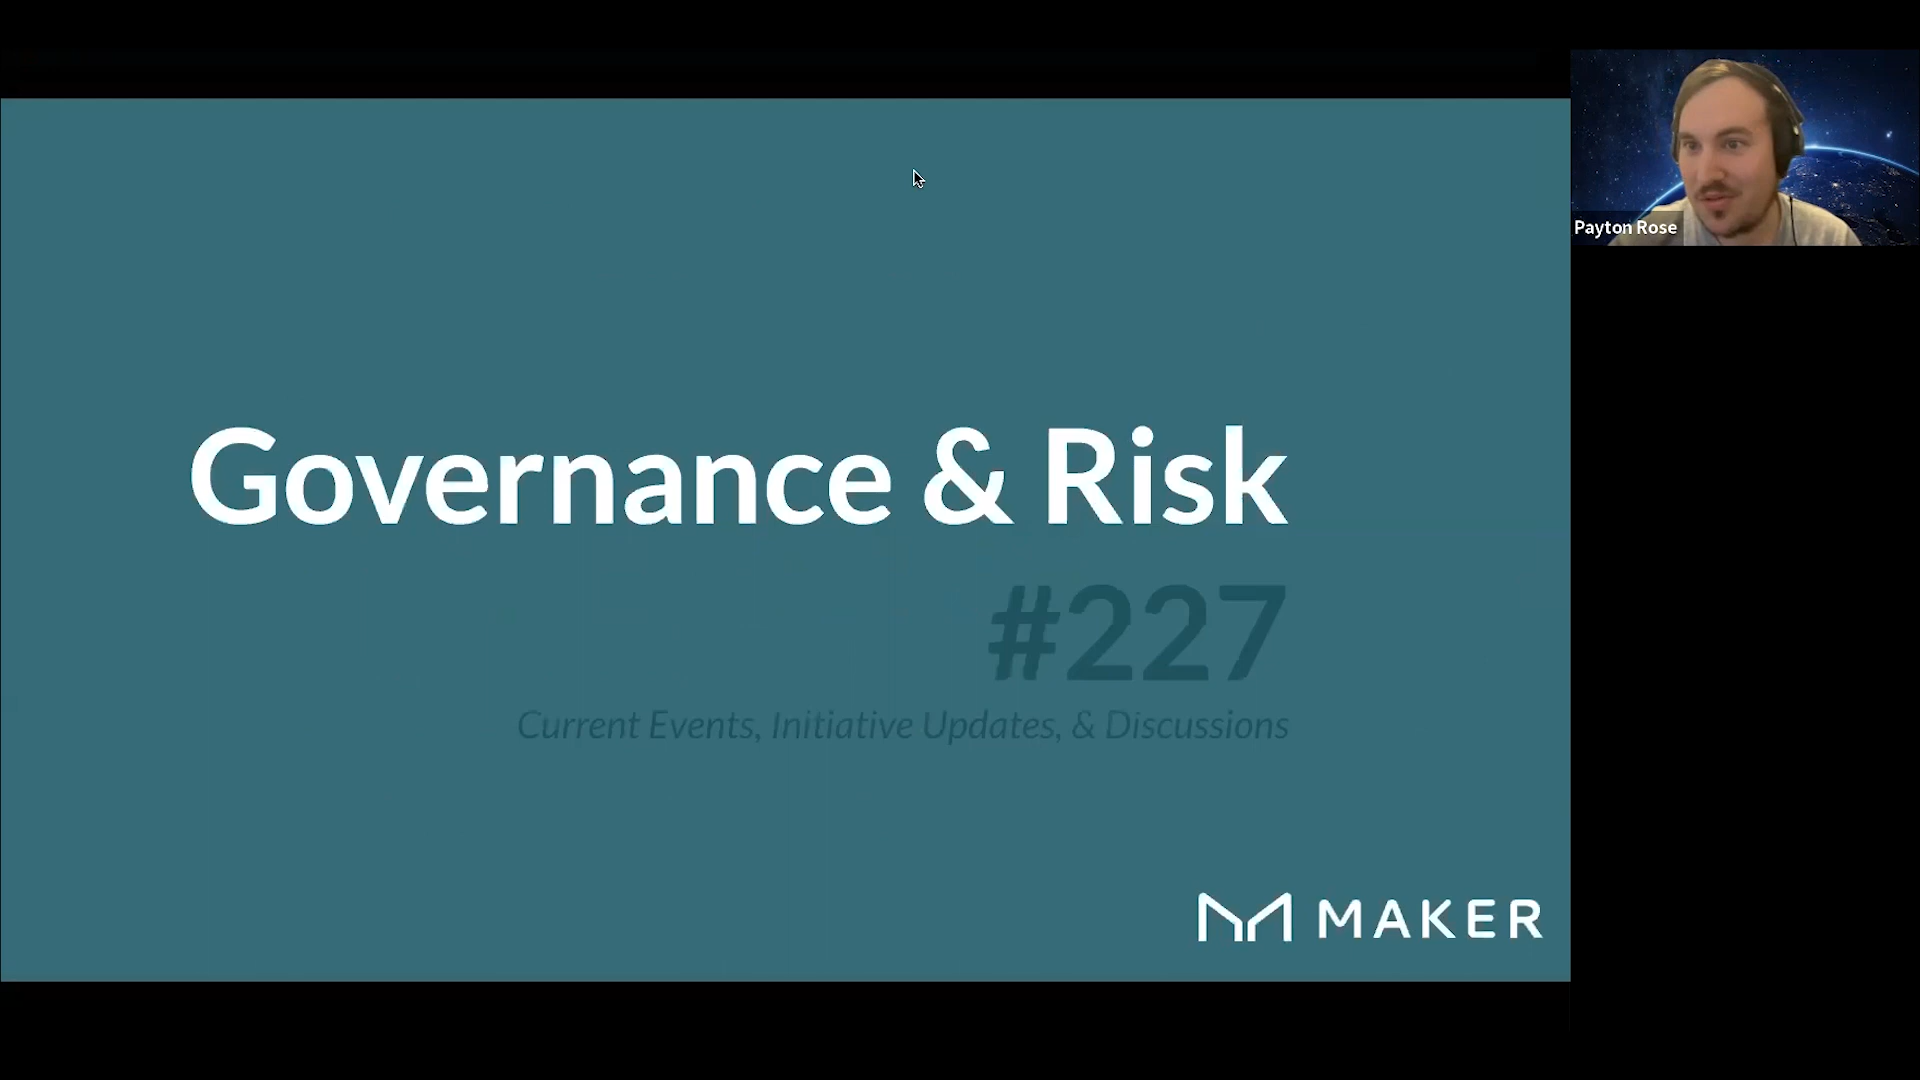 Governance & Risk
#227
Current Events, Initiative Updates, & Discussions
MAKER
Payton Rose